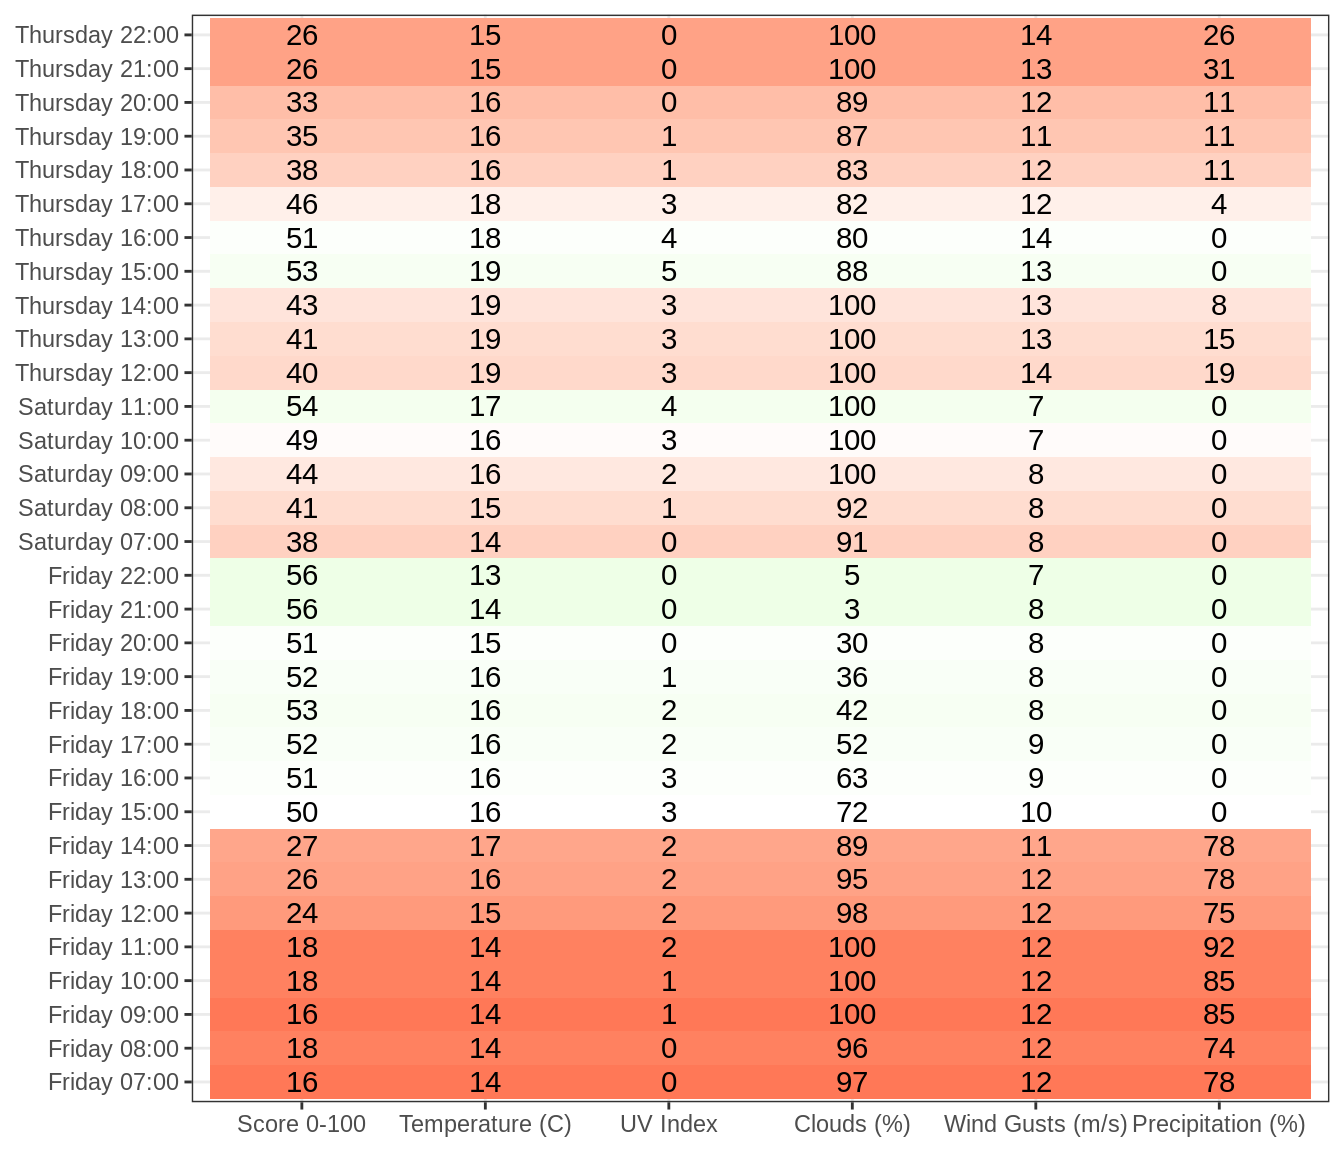 Thursday 22:00 26 15 0 100 14 26
Thursday 21:00 26 15 0 100 13 31
Thursday 20:00 33 16 0 89 12 11
Thursday 19:00 35 16 1 87 11 11
Thursday 18:00 38 16 1 83 12 11
Thursday 17:00 46 18 3 82 12 4
Thursday 16:00 51 18 4 80 14 0
Thursday 15:00 53 19 5 88 13 0
Thursday 14:00 43 19 3 100 13 8
Thursday 13:00 41 19 3 100 13 15
Thursday 12:00 40 19 3 100 14 19
Saturday 11:00 54 17 4 100 7 0
Saturday 10:00 49 16 3 100 7 0
Saturday 09:00 44 16 2 100 8 0
Saturday 08:00 41 15 1 92 8 0
Saturday 07:00 38 14 0 91 8 0
Friday 22:00 56 13 0 5 7 0
Friday 21:00 56 14 0 3 8 0
Friday 20:00 51 15 0 30 8 0
Friday 19:00 52 16 1 36 8 0
Friday 18:00 53 16 2 42 8 0
Friday 17:00 52 16 2 52 9 0
Friday 16:00 51 16 3 63 9 0
Friday 15:00 50 16 3 72 10 0
Friday 14:00 27 17 2 89 11 78
Friday 13:00 26 16 2 95 12 78
Friday 12:00 24 15 2 98 12 75
Friday 11:00 18 14 2 100 12 92
Friday 10:00 18 14 1 100 12 85
Friday 09:00 16 14 1 100 12 85
Friday 08:00 18 14 0 96 12 74
Friday 07:00 16 14 0 97 12 78
Score 0-100 Temperature (C) UV Index Clouds (%) Wind Gusts (m/s) Precipitation (%)